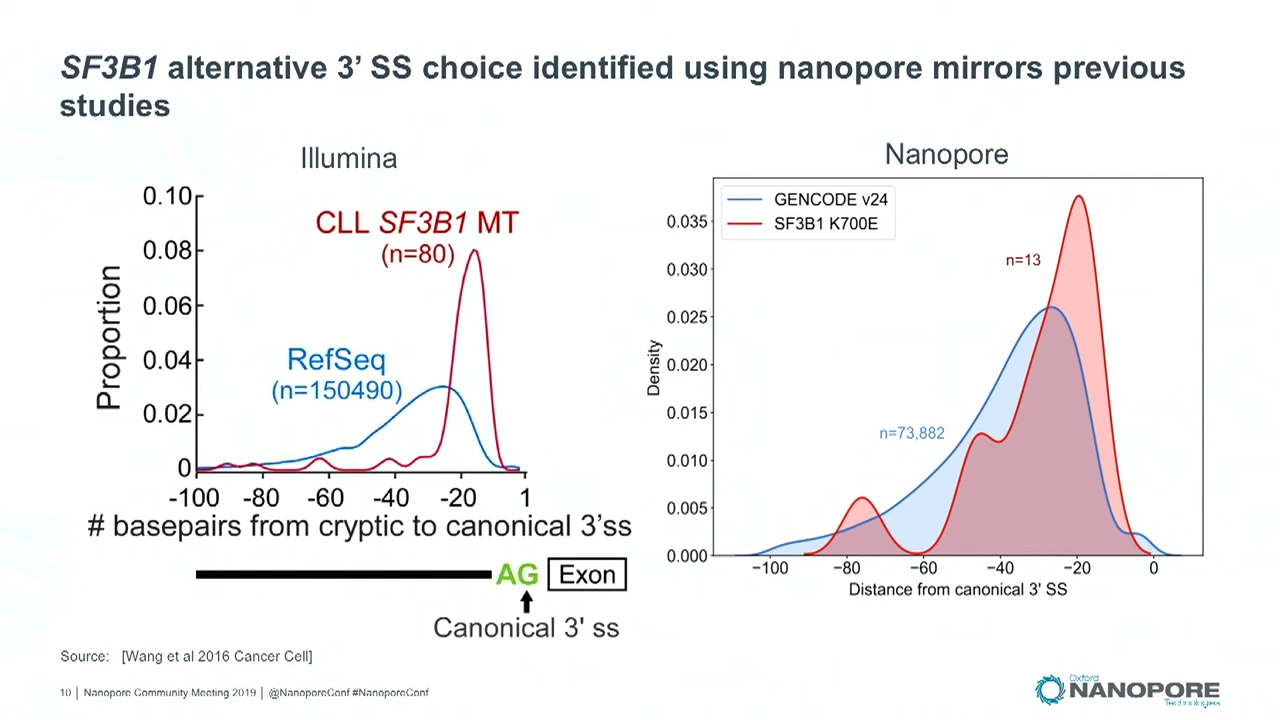 SF3B1 alternative 3’ SS choice identified using nanopore mirrors previous
studies
Illumina
0.10
0.08
0.06
0.04
0.02
0
Proportion
CLL SF3B1 MT
(n=80)
RefSeq
(n=150490)
-100 -80 -60 -40 -20 1
# basepairs from cryptic to canonical 3’ss
AG Exon
Canonical 3' ss
Nanopore
GENCODE v24
SF3B1 K700E
n=13
n=73,882
0.035
0.030
0.025
0.020
0.015
0.010
0.005
0.000
Density
−100 −80 −60 −40 −20 0
Distance from canonical 3' SS
Source: [Wang et al 2016 Cancer Cell]
10 | Nanopore Community Meeting 2019 | @NanoporeConf #NanoporeConf
Oxford
NANOPORE
Technologies